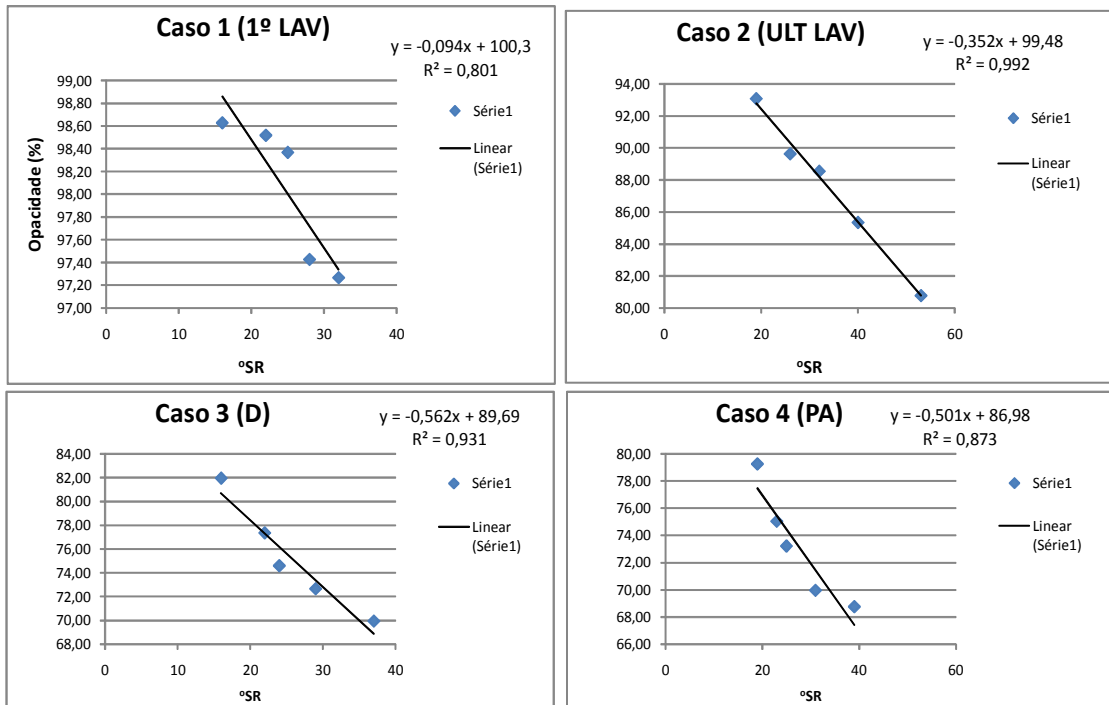 Caso 1 (1º LAV)
y = -0,094x + 100,3
R² = 0,801
99,00
98,80
98,60
98,40
98,20
98,00
97,80
97,60
97,40
97,20
97,00
Opacidade (%)
0 10 20 30 40
ºSR
Série1
Linear
(Série1)
Caso 2 (ULT LAV)
y = -0,352x + 99,48
R² = 0,992
94,00
92,00
90,00
88,00
86,00
84,00
82,00
80,00
0 20 40 60
ºSR
Série1
Linear
(Série1)
Caso 3 (D)
y = -0,562x + 89,69
R² = 0,931
84,00
82,00
80,00
78,00
76,00
74,00
72,00
70,00
68,00
0 10 20 30 40
ºSR
Série1
Linear
(Série1)
Caso 4 (PA)
y = -0,501x + 86,98
R² = 0,873
80,00
78,00
76,00
74,00
72,00
70,00
68,00
66,00
0 20 40 60
ºSR
Série1
Linear
(Série1)